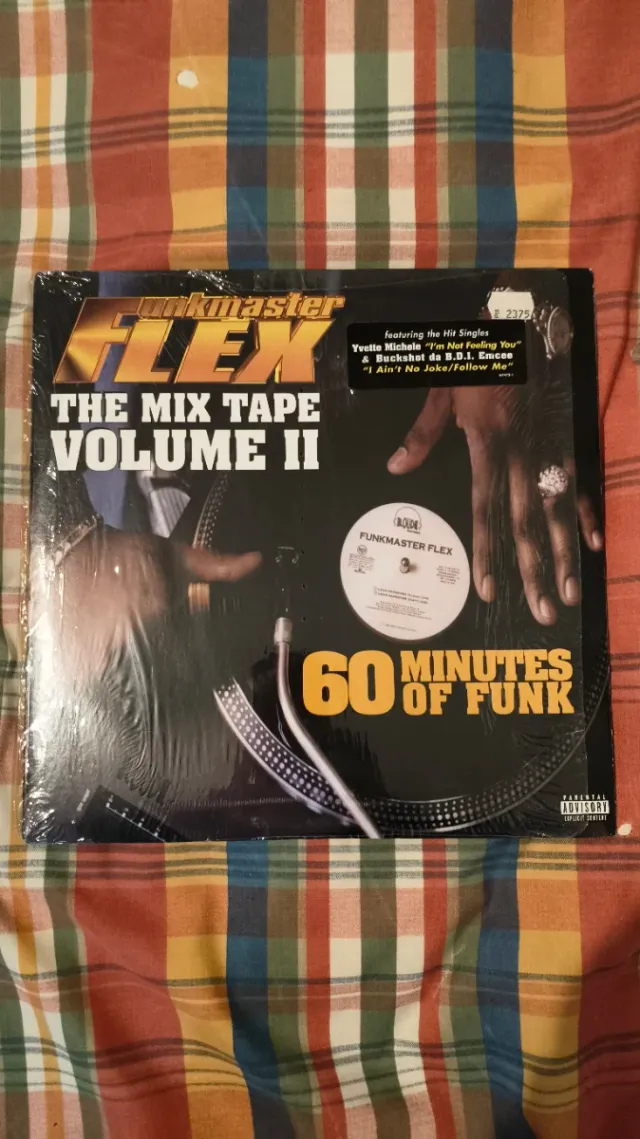 Funkmaster
FLEX
THE MIX TAPE
VOLUME II
2375
featuring the Hit Singles
Yvette Michele "I'm Not Feeling You"
& Buckshot da B.D.I. Emcee
"I Ain't No Joke/Follow Me"
FUNKMASTER FLEX
60 MINUTES
OF FUNK
PARENTAL
ADVISORY
EXPLICIT CONTENT